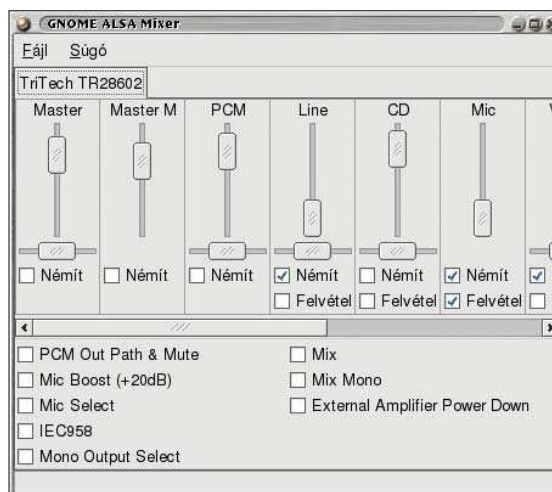 GNOME ALSA Mixer
Fájl Súgó
TriTech TR28602
Master Master M PCM Line CD Mic
Némít Némít Némít Némít Némít Némít
Felvétel Felvétel Felvétel
PCM Out Path & Mute Mix
Mic Boost (+20dB) Mix Mono
Mic Select External Amplifier Power Down
IEC958
Mono Output Select